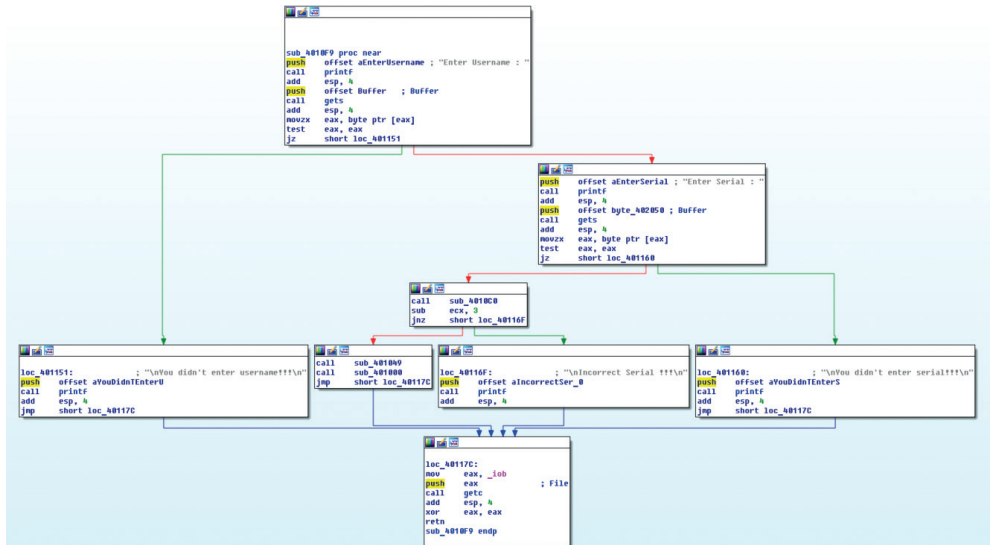 sub_4010F9 proc near
push offset aEnterUsername ; "Enter Username : "
call printf
add esp, 4
push offset Buffer ; Buffer
call gets
add esp, 4
movzx eax, byte ptr [eax]
test eax, eax
jz short loc_401151
push offset aEnterSerial ; "Enter Serial : "
call printf
add esp, 4
push offset byte_402050 ; Buffer
call gets
add esp, 4
movzx eax, byte ptr [eax]
test eax, eax
jz short loc_401160
call sub_4010C0
sub ecx, 3
jnz short loc_40116F
loc_401151: ; "\nYou didn't enter username!!!\n"
push offset aYouDidnTEnterU
call printf
add esp, 4
jmp short loc_40117C
call sub_401049
call sub_401000
jmp short loc_40117C
loc_40116F: ; "\nIncorrect Serial !!!\n"
push offset aIncorrectSer_0
call printf
add esp, 4
loc_401160: ; "\nYou didn't enter serial!!!\n"
push offset aYouDidnTEnterS
call printf
add esp, 4
jmp short loc_40117C
loc_40117C:
mov eax, _iob
push eax ; File
call getc
add esp, 4
xor eax, eax
retn
sub_4010F9 endp